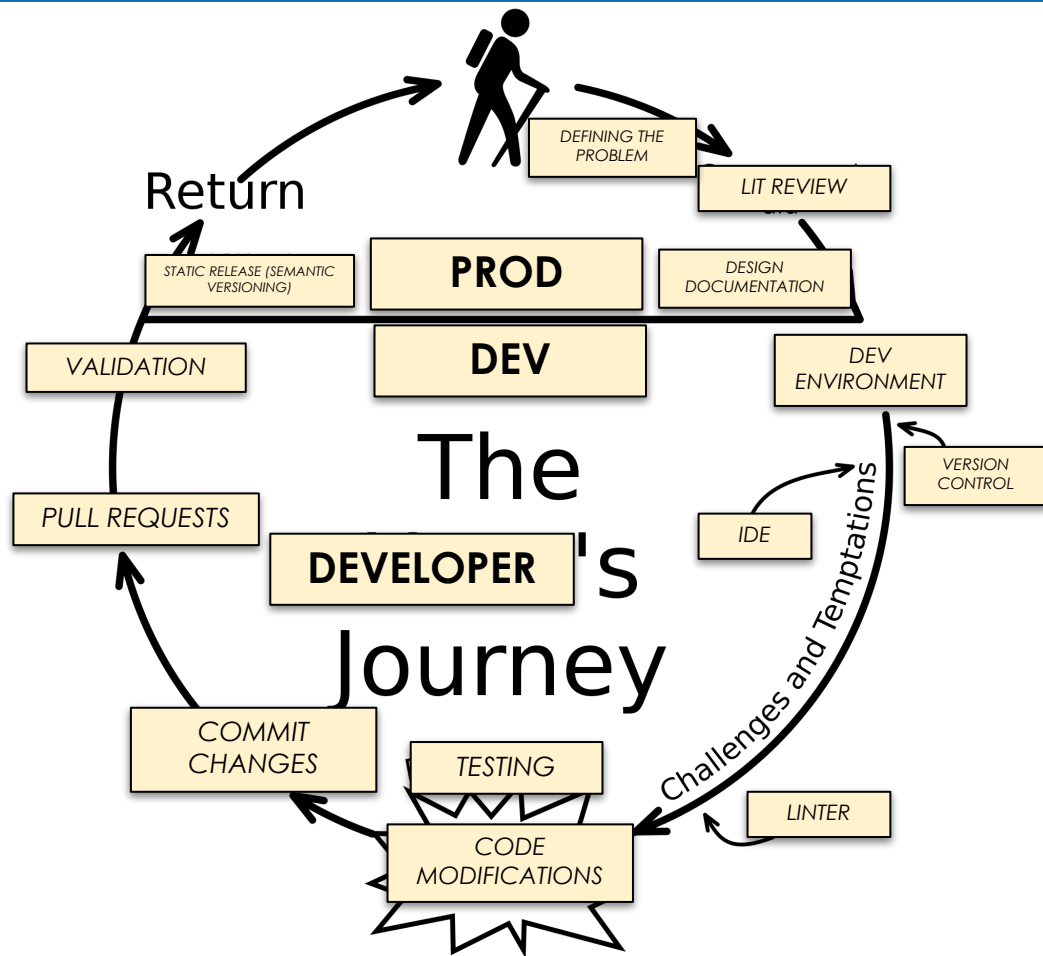 DEFINING THE
PROBLEM
LIT REVIEW
Return
STATIC RELEASE (SEMANTIC
VERSIONING)
PROD
DESIGN
DOCUMENTATION
DEV
VALIDATION
DEV
ENVIRONMENT
The
VERSION
CONTROL
PULL REQUESTS
IDE
DEVELOPER 's
Journey
Challenges and Temptations
COMMIT
CHANGES
TESTING
LINTER
CODE
MODIFICATIONS